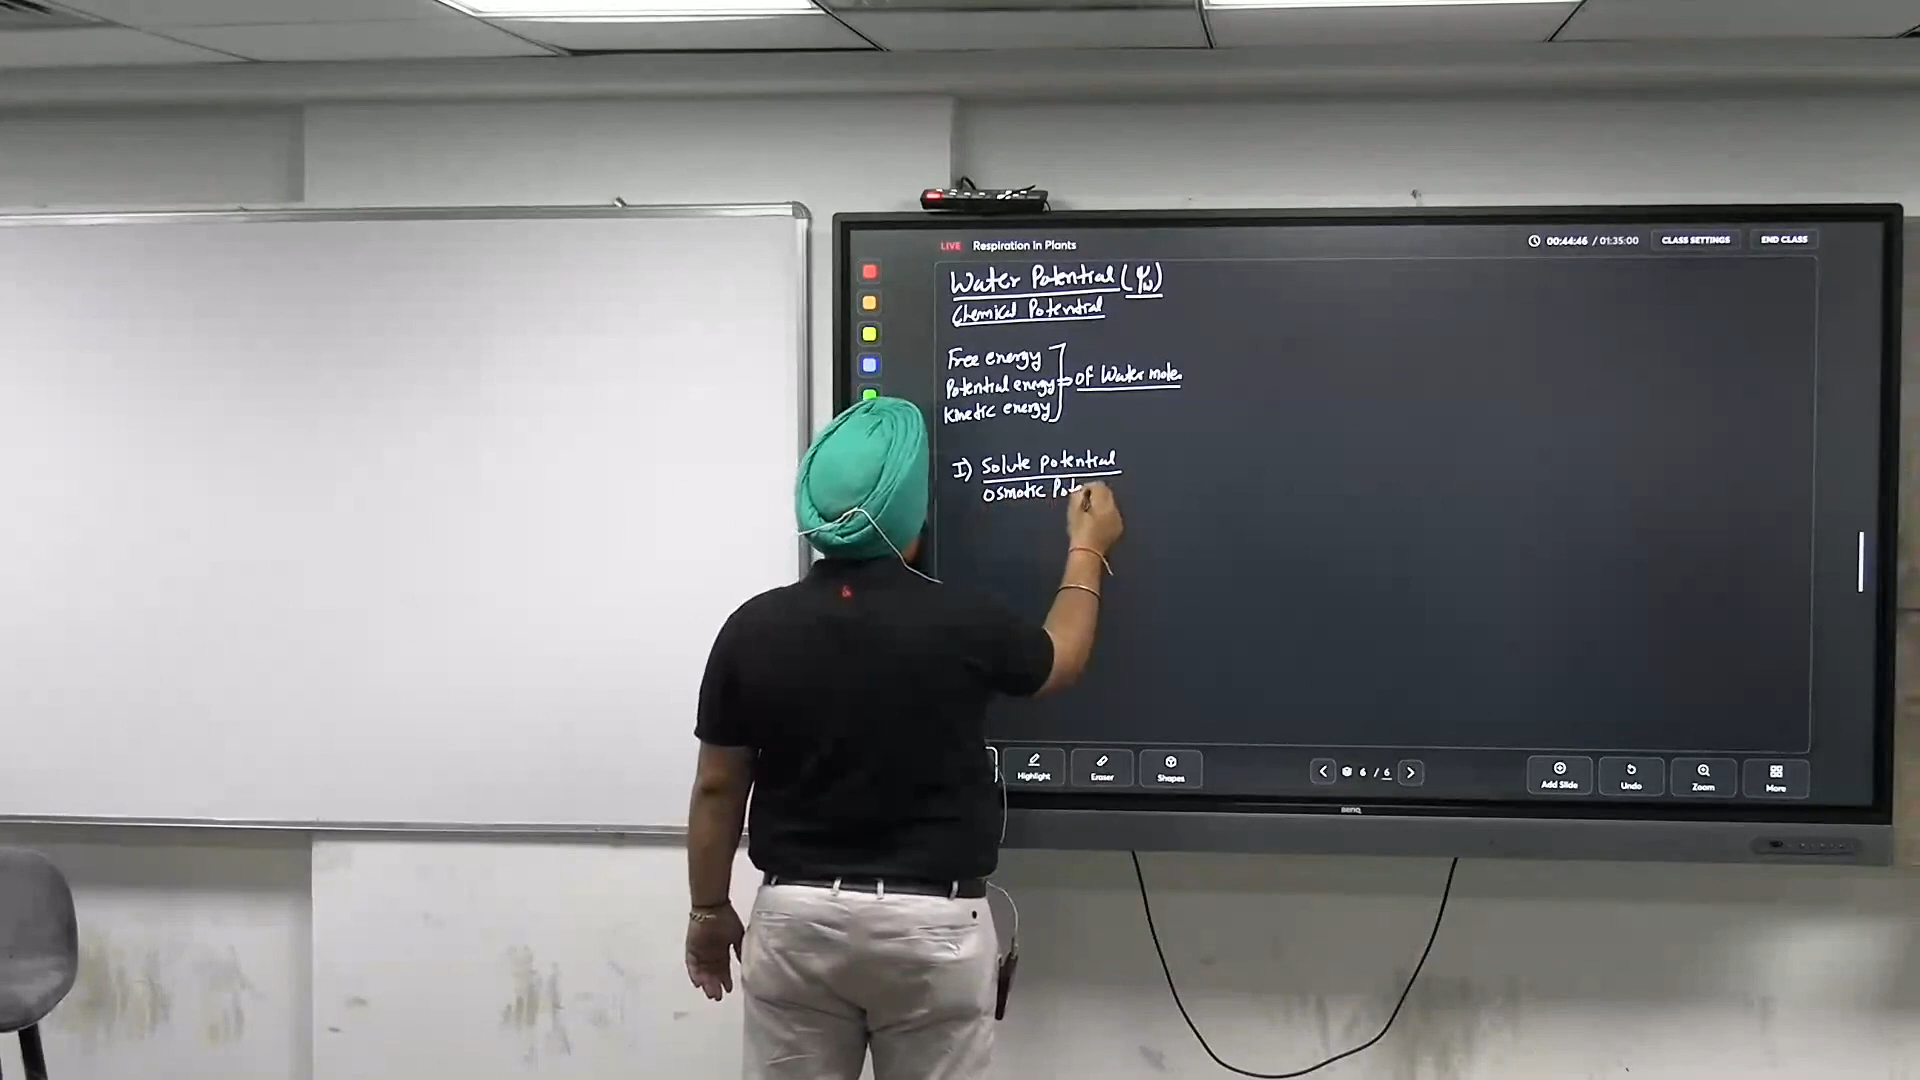 LIVE Respiration in Plants
00:44:46 / 01:35:00 CLASS SETTINGS END CLASS
Water Potential (Ψw)
Chemical Potential
Free energy
Potential energy ⇒ of Water mole.
Kinetic energy
I) Solute Potential
Osmotic Pote
Highlight Eraser Shapes
6 / 6
Add Slide Undo Zoom More
BenQ